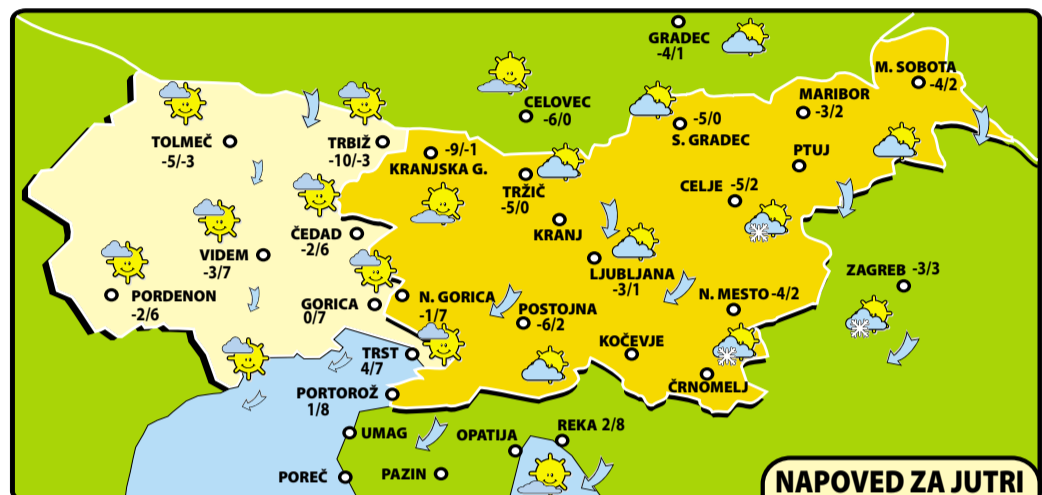 GRADEC
-4/1
M. SOBOTA
-4/2
MARIBOR
-3/2
CELOVEC
-6/0
-5/0
S. GRADEC
TOLMEČ
-5/-3
TRBIŽ
-10/-3
-9/-1
KRANJSKA G.
PTUJ
TRŽIČ
-5/0
CELJE -5/2
KRANJ
ČEDAD
-2/6
VIDEM
-3/7
LJUBLJANA
-3/1
ZAGREB -3/3
PORDENON
-2/6
GORICA
0/7
N. GORICA
-1/7
POSTOJNA
-6/2
N. MESTO -4/2
KOČEVJE
TRST
4/7
ČRNOMELJ
PORTOROŽ
1/8
UMAG
OPATIJA
REKA 2/8
POREČ
PAZIN
NAPOVED ZA JUTRI